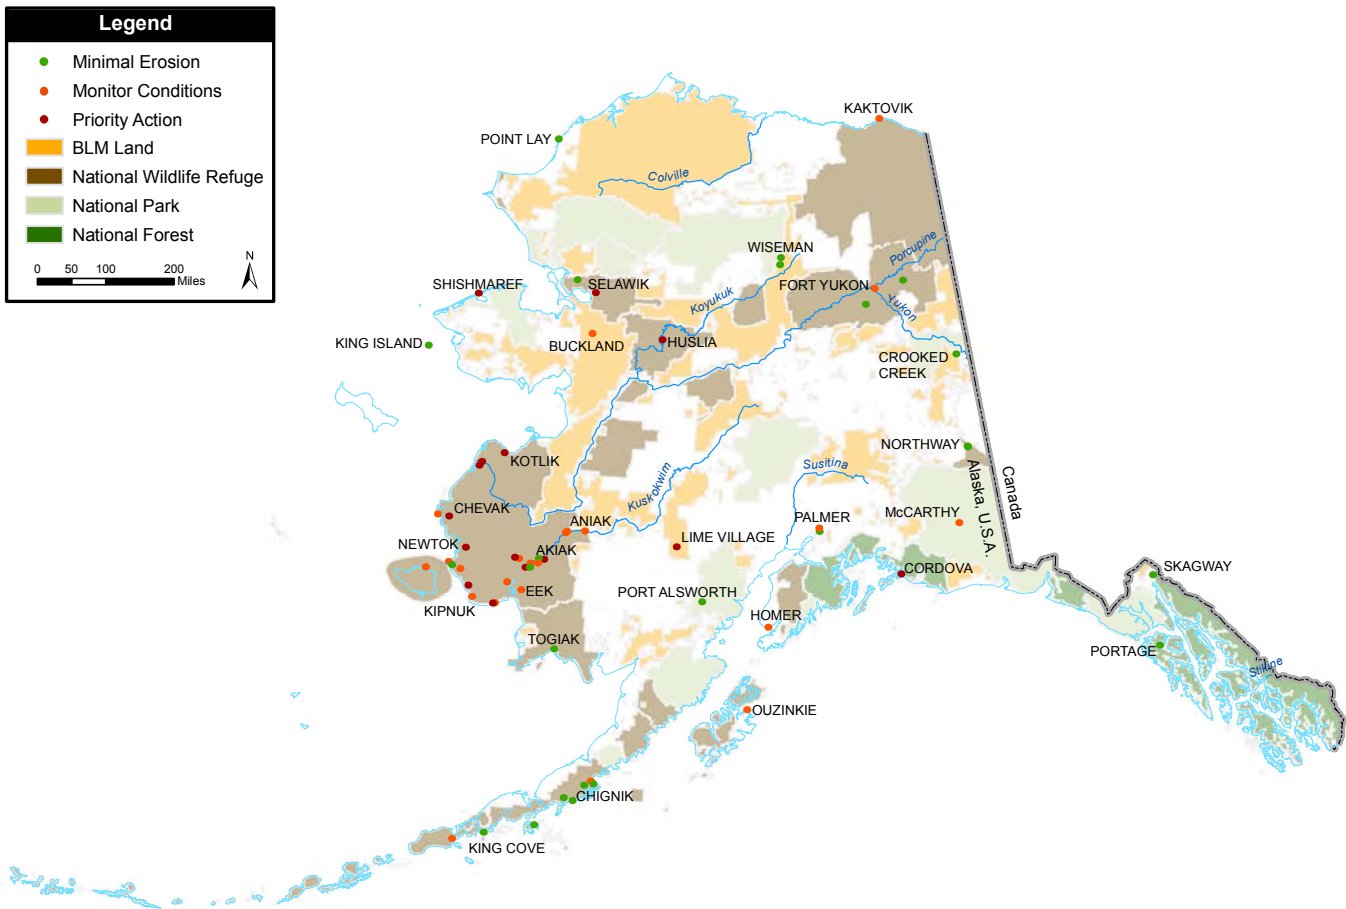 Legend
Minimal Erosion
Monitor Conditions
Priority Action
BLM Land
National Wildlife Refuge
National Park
National Forest
0 50 100 200
Miles
N
KAKTOVIK
POINT LAY
Colville
WISEMAN
Porcupine
SHISHMAREF
SELAWIK
FORT YUKON
Koyukuk
Yukon
KING ISLAND
BUCKLAND
HUSLIA
CROOKED
CREEK
NORTHWAY
KOTLIK
Susitina
Kuskokwim
Canada
Alaska, U.S.A.
CHEVAK
ANIAK
PALMER
McCARTHY
NEWTOK
AKIAK
LIME VILLAGE
CORDOVA
SKAGWAY
EEK
PORT ALSWORTH
KIPNUK
HOMER
TOGIAK
PORTAGE
Stikine
OUZINKIE
CHIGNIK
KING COVE